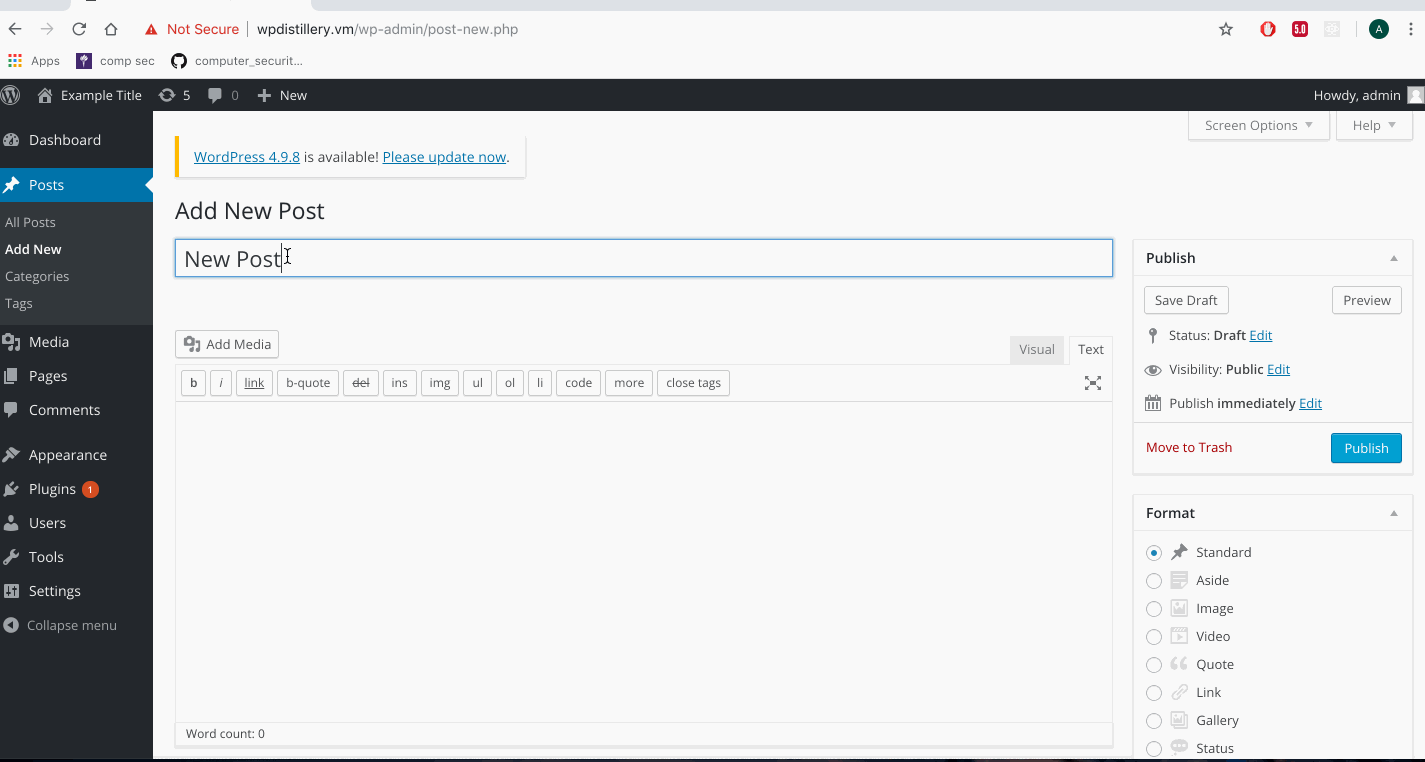 Not Secure wpdistillery.vm/wp-admin/post-new.php
5.0
A
Apps comp sec computer_securit...
Example Title 5 0 New Howdy, admin
Screen Options Help
Dashboard
Posts
All Posts
Add New
Categories
Tags
Media
Pages
Comments
Appearance
Plugins 1
Users
Tools
Settings
Collapse menu
WordPress 4.9.8 is available! Please update now.
Add New Post
New Post
Add Media
Visual Text
b i link b-quote del ins img ul ol li code more close tags
Word count: 0
Publish
Save Draft Preview
Status: Draft Edit
Visibility: Public Edit
Publish immediately Edit
Move to Trash Publish
Format
Standard
Aside
Image
Video
Quote
Link
Gallery
Status